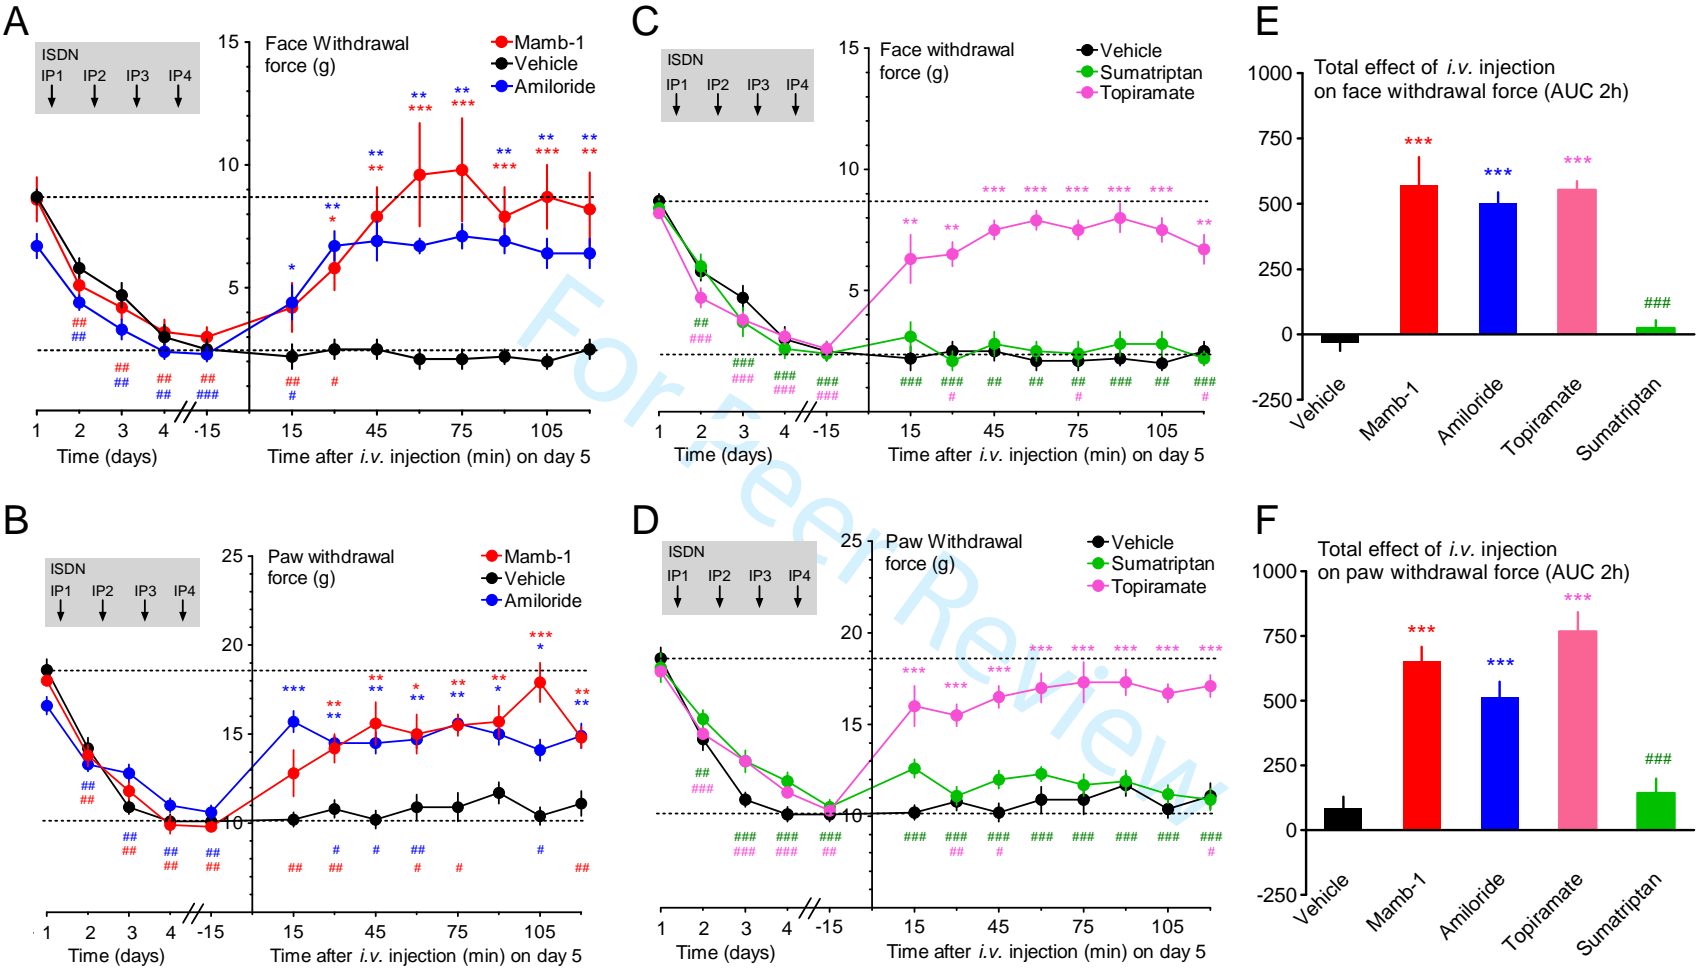 A
ISDN
IP1 IP2 IP3 IP4
Face Withdrawal
force (g)
Mamb-1
Vehicle
Amiloride
15
10
5
** ** ** ** **
*** *** *** *** **
**
**
**
*
*
## ##
## ##
## ##
## ###
##
#
#
1 2 3 4 -15 15 45 75 105
Time (days)
Time after i.v. injection (min) on day 5
B
ISDN
IP1 IP2 IP3 IP4
Paw withdrawal
force (g)
Mamb-1
Vehicle
Amiloride
25
20
15
10
***
*
*** ** ** * ** ** **
** ** ** ** * **
##
##
## ## ##
## ## ##
# # ## #
## ## # # ##
1 2 3 4 -15 15 45 75 105
Time (days)
Time after i.v. injection (min) on day 5
C
ISDN
IP1 IP2 IP3 IP4
Face withdrawal
force (g)
Vehicle
Sumatriptan
Topiramate
15
10
5
** ** *** *** *** *** *** **
##
###
### ### ###
### ### ###
### ### ## ## ## ### ## ###
# # #
1 2 3 4 -15 15 45 75 105
Time (days)
Time after i.v. injection (min) on day 5
D
ISDN
IP1 IP2 IP3 IP4
Paw Withdrawal
force (g)
Vehicle
Sumatriptan
Topiramate
25
20
15
10
*** *** *** *** *** *** *** ***
##
###
### ### ###
### ### ##
### ### ### ### ### ### ### ###
## # #
1 2 3 4 -15 15 45 75 105
Time (days)
Time after i.v. injection (min) on day 5
E
Total effect of i.v. injection
on face withdrawal force (AUC 2h)
1000
750
500
250
0
-250
*** *** *** ###
Vehicle
Mamb-1
Amiloride
Topiramate
Sumatriptan
F
Total effect of i.v. injection
on paw withdrawal force (AUC 2h)
1000
750
500
250
0
-250
*** *** *** ###
Vehicle
Mamb-1
Amiloride
Topiramate
Sumatriptan
For Peer Review